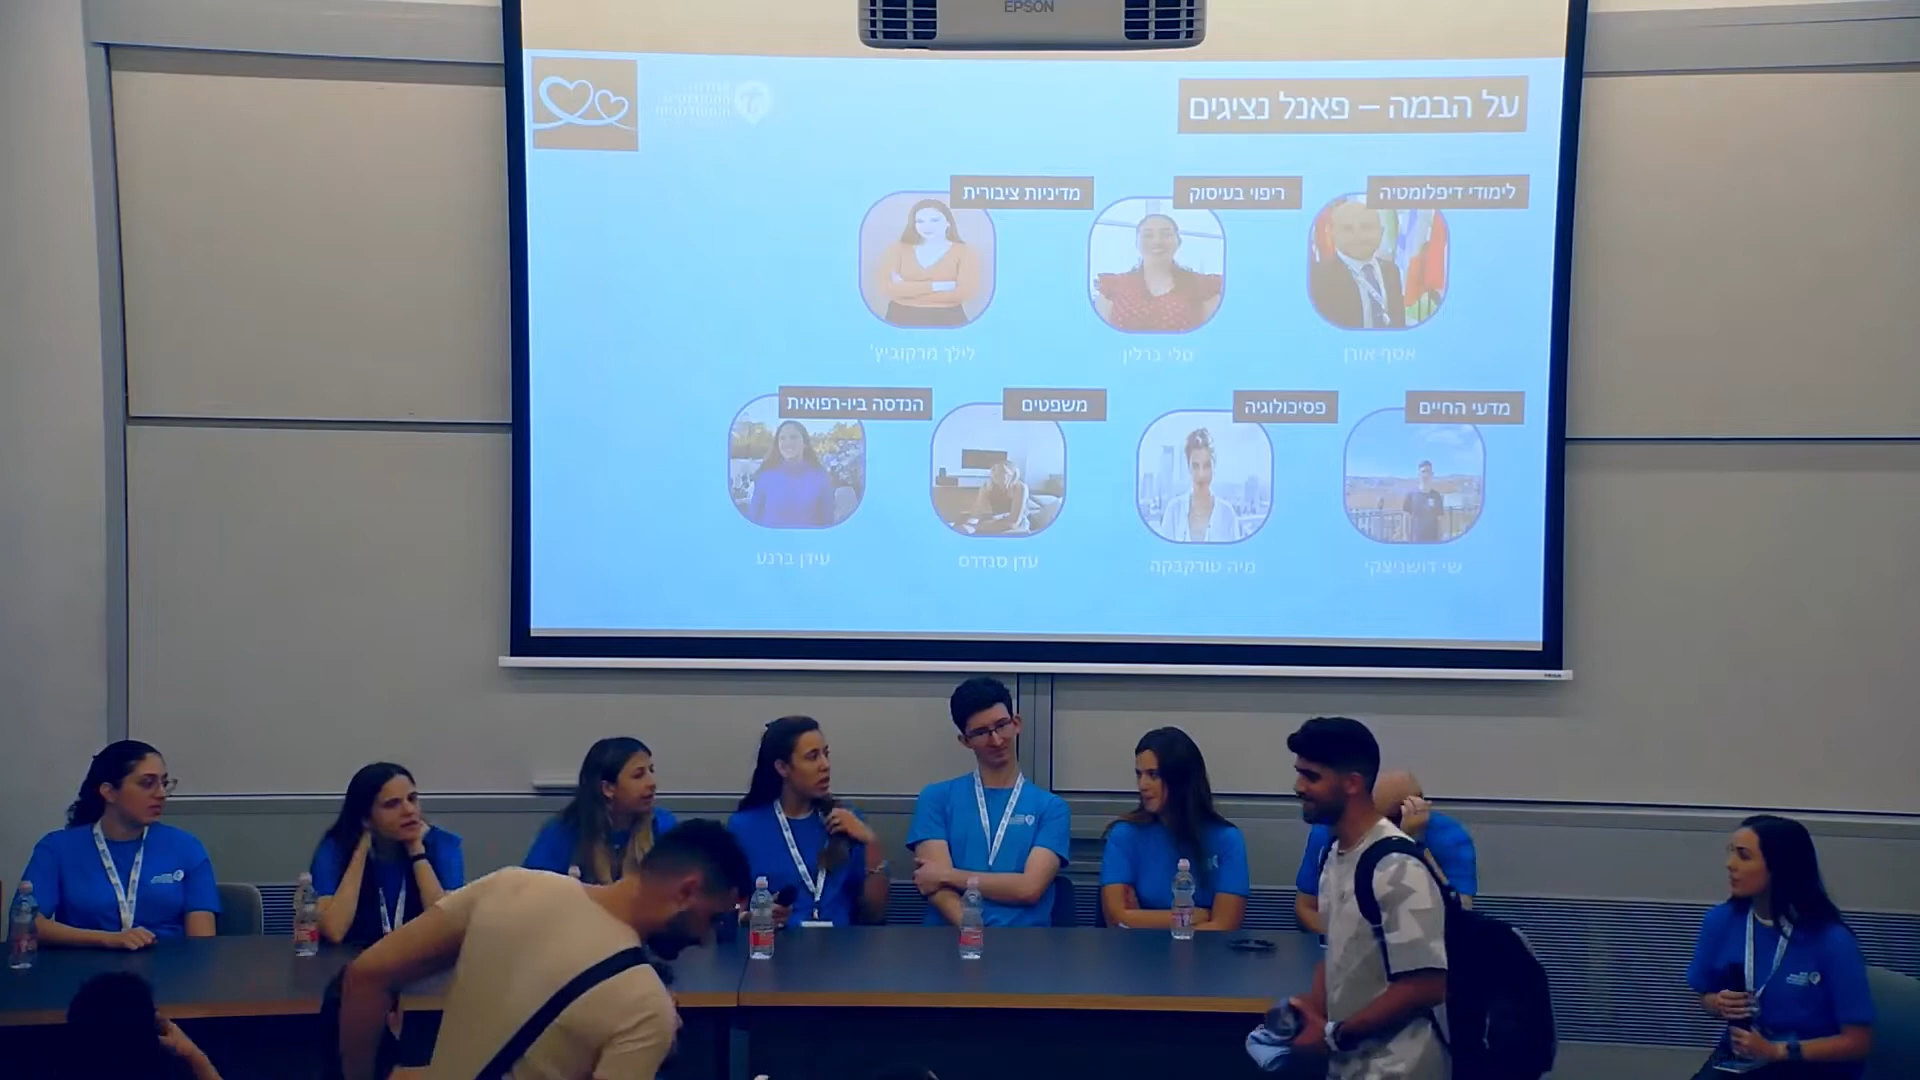 EPSON
על הבמה – פאנל נציגים
לימודי דיפלומטיה
ריפוי בעיסוק
מדיניות ציבורית
אסף אורן
טלי ברלין
לילך מרקוביץ'
מדעי החיים
פסיכולוגיה
משפטים
הנדסה ביו-רפואית
שי דושניצקי
מיה טורקבקה
עדן סנדרס
עידן ברנע